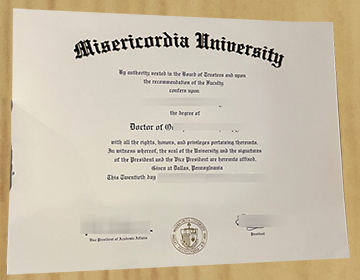 Misericordia University
By authority vested in the Board of Trustees and upon
the recommendation of the Faculty
confers upon
the degree of
Doctor of
with all the rights, honors, and privileges pertaining thereunto.
In witness whereof, the seal of the University and the signatures
of the President and the Vice President are hereunto affixed.
Given at Dallas, Pennsylvania
This Twentieth day
Vice President of Academic Affairs
President